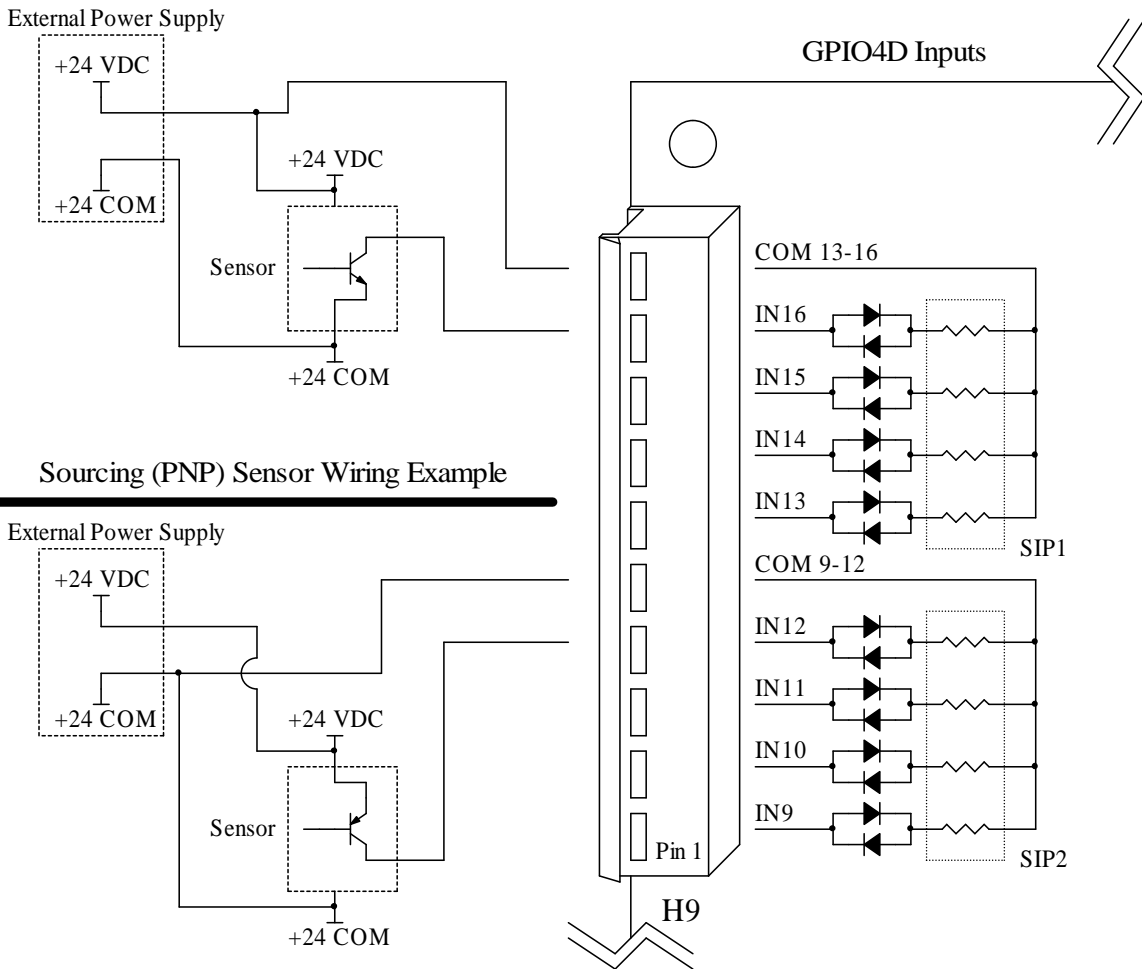 External Power Supply
+24 VDC
+24 COM
+24 VDC
Sensor
+24 COM
Sourcing (PNP) Sensor Wiring Example
External Power Supply
+24 VDC
+24 COM
+24 VDC
Sensor
+24 COM
GPIO4D Inputs
COM 13-16
IN16
IN15
IN14
IN13
SIP1
COM 9-12
IN12
IN11
IN10
IN9
SIP2
Pin 1
H9